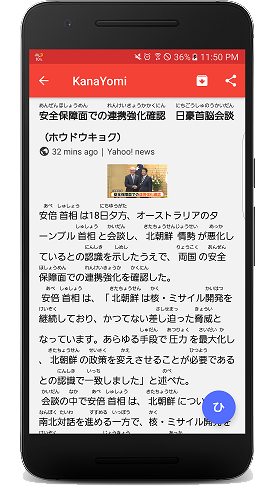 36% 11:50 PM
KanaYomi
あんぜんほしょうめん れんけいきょうかかくにん にちごうしゅのうかいだん
安全保障面での連携強化確認 日豪首脳会談
（ホウドウキョク）
32 mins ago | Yahoo! news
あべ しゅしょう にちゆうがた
安倍 首相 は18日夕方、オーストラリアのタ
しゅしょう かいだん きたちょうせんじょうせい あっか
ーンブル首相 と会談し、北朝鮮 情勢 が悪化し
にんしき しめし りょうこく あんぜん
ているとの認識を示したうえで、両国 の安全
ほしょうめん れんけいきょうか かくにん
保障面での連携強化を確認した。
あべ しゅしょう きたちょうせん かく かいはつ
安倍 首相 は、「 北朝鮮 は核・ミサイル開発を
けいぞく さしせまっ きょうい
継続しており、かつてない差し迫った脅威と
しゅだん あつりょく さいだいか
なっています。あらゆる手段で 圧力 を最大化し
きたちょうせん せいさく かえ ひつよう
、北朝鮮 の政策を変えさせることが必要である
にんしき いっち のべ
との認識で一致しました」と述べた。
かいだん なか あべ しゅしょう きたちょうせん
会談の中で安倍 首相 は、北朝鮮につい
なんぼくたいわ すすめる いっぽう かく
南北対話を進める一方で、核・ミサイル開発を
けいぞく
ひ